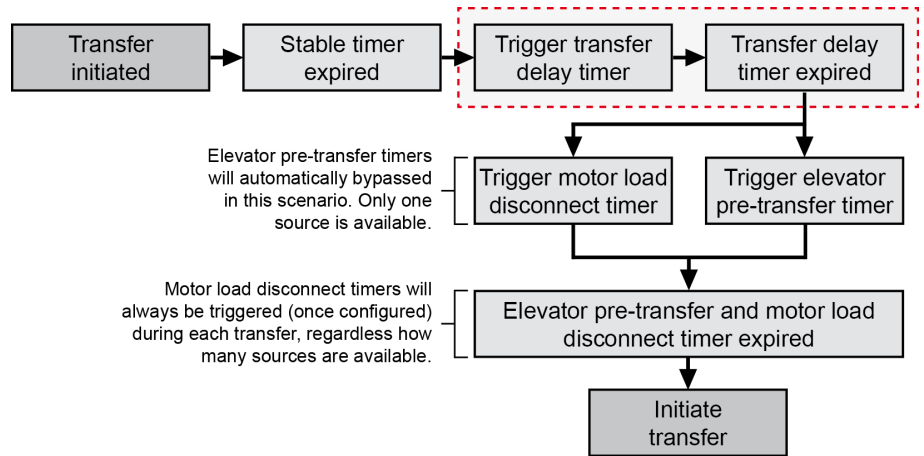 Transfer
initiated
Stable timer
expired
Trigger transfer
delay timer
Transfer delay
timer expired
Elevator pre-transfer timers
will automatically bypassed
in this scenario. Only one
source is available.
Trigger motor load
disconnect timer
Trigger elevator
pre-transfer timer
Motor load disconnect timers will
always be triggered (once configured)
during each transfer, regardless how
many sources are available.
Elevator pre-transfer and motor load
disconnect timer expired
Initiate
transfer